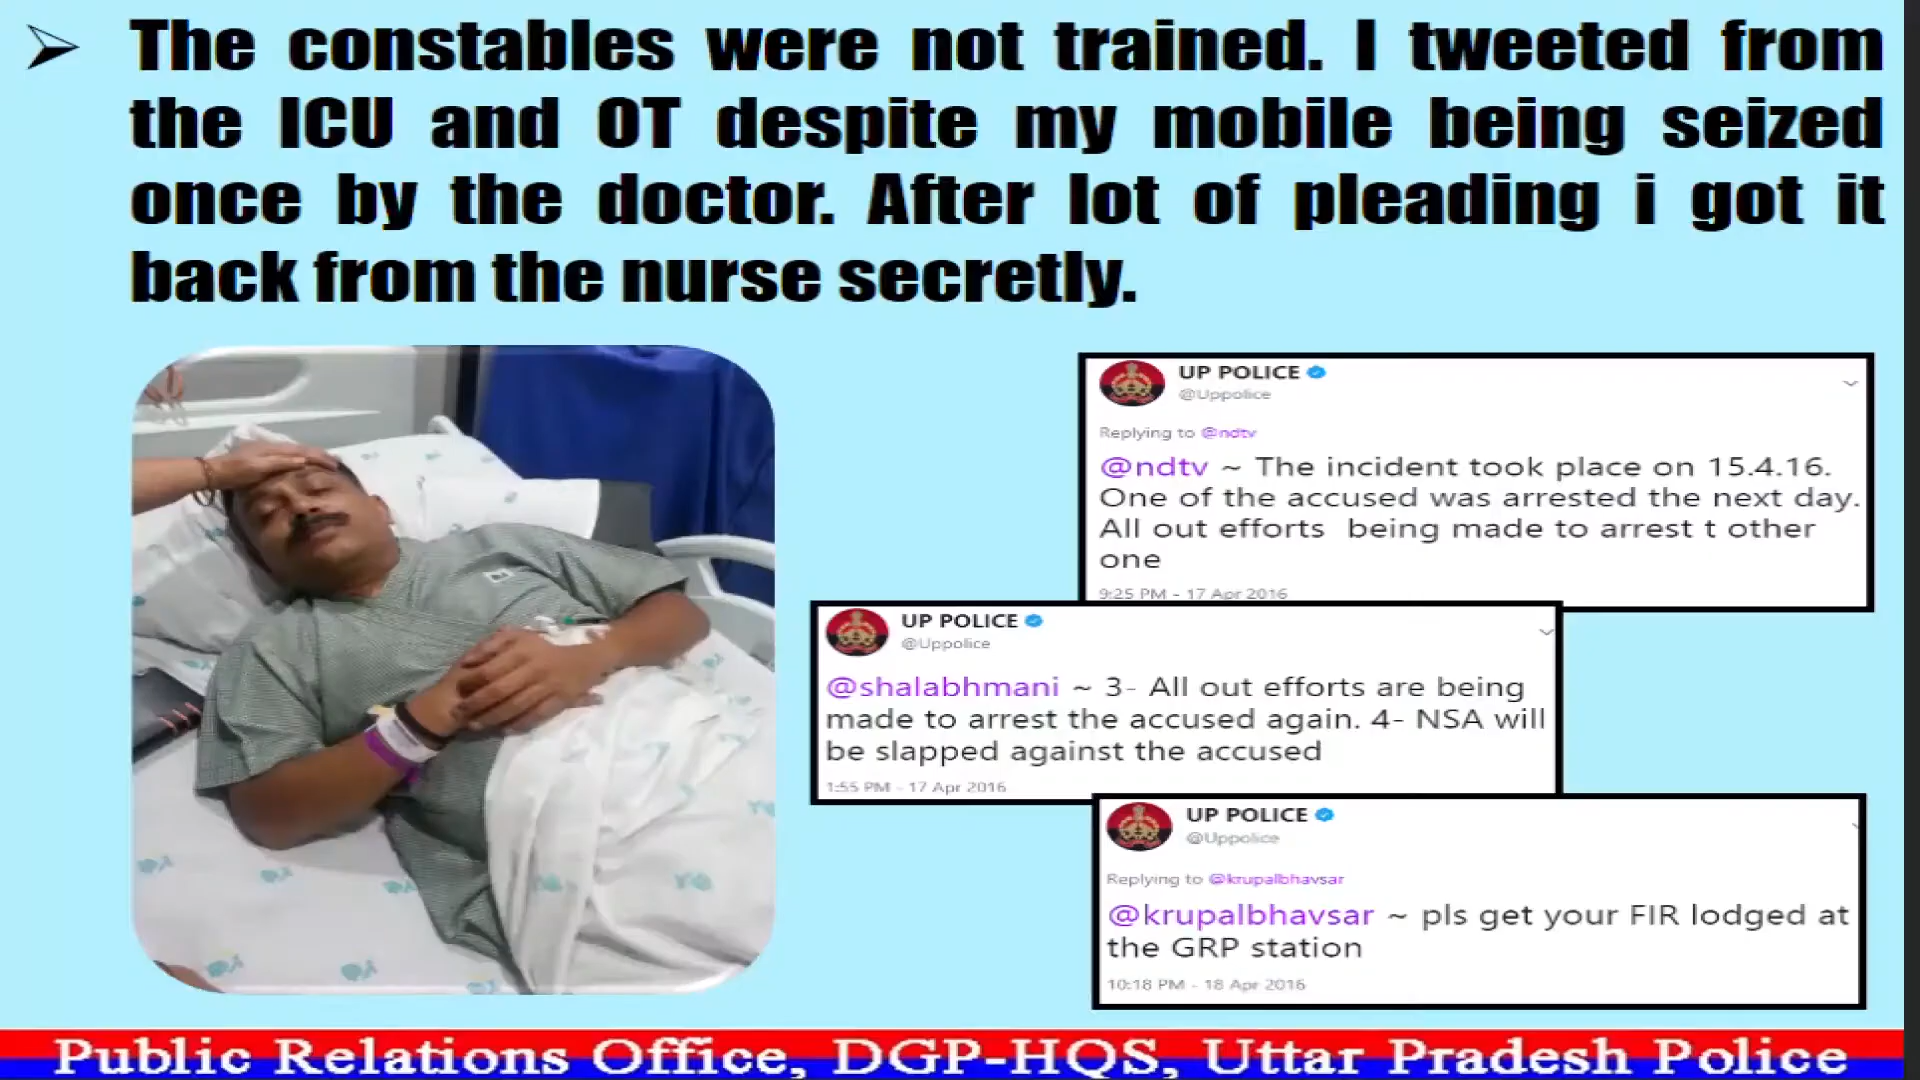 The constables were not trained. I tweeted from
the ICU and OT despite my mobile being seized
once by the doctor. After lot of pleading i got it
back from the nurse secretly.
UP POLICE
@Uppolice
Replying to @ndtv
@ndtv ~ The incident took place on 15.4.16.
One of the accused was arrested the next day.
All out efforts being made to arrest t other
one
9:25 PM - 17 Apr 2016
UP POLICE
@Uppolice
@shalabhmani ~ 3- All out efforts are being
made to arrest the accused again. 4- NSA will
be slapped against the accused
1:55 PM - 17 Apr 2016
UP POLICE
@Uppolice
Replying to @krupalbhavsar
@krupalbhavsar ~ pls get your FIR lodged at
the GRP station
10:18 PM - 18 Apr 2016
Public Relations Office, DGP-HQS, Uttar Pradesh Police